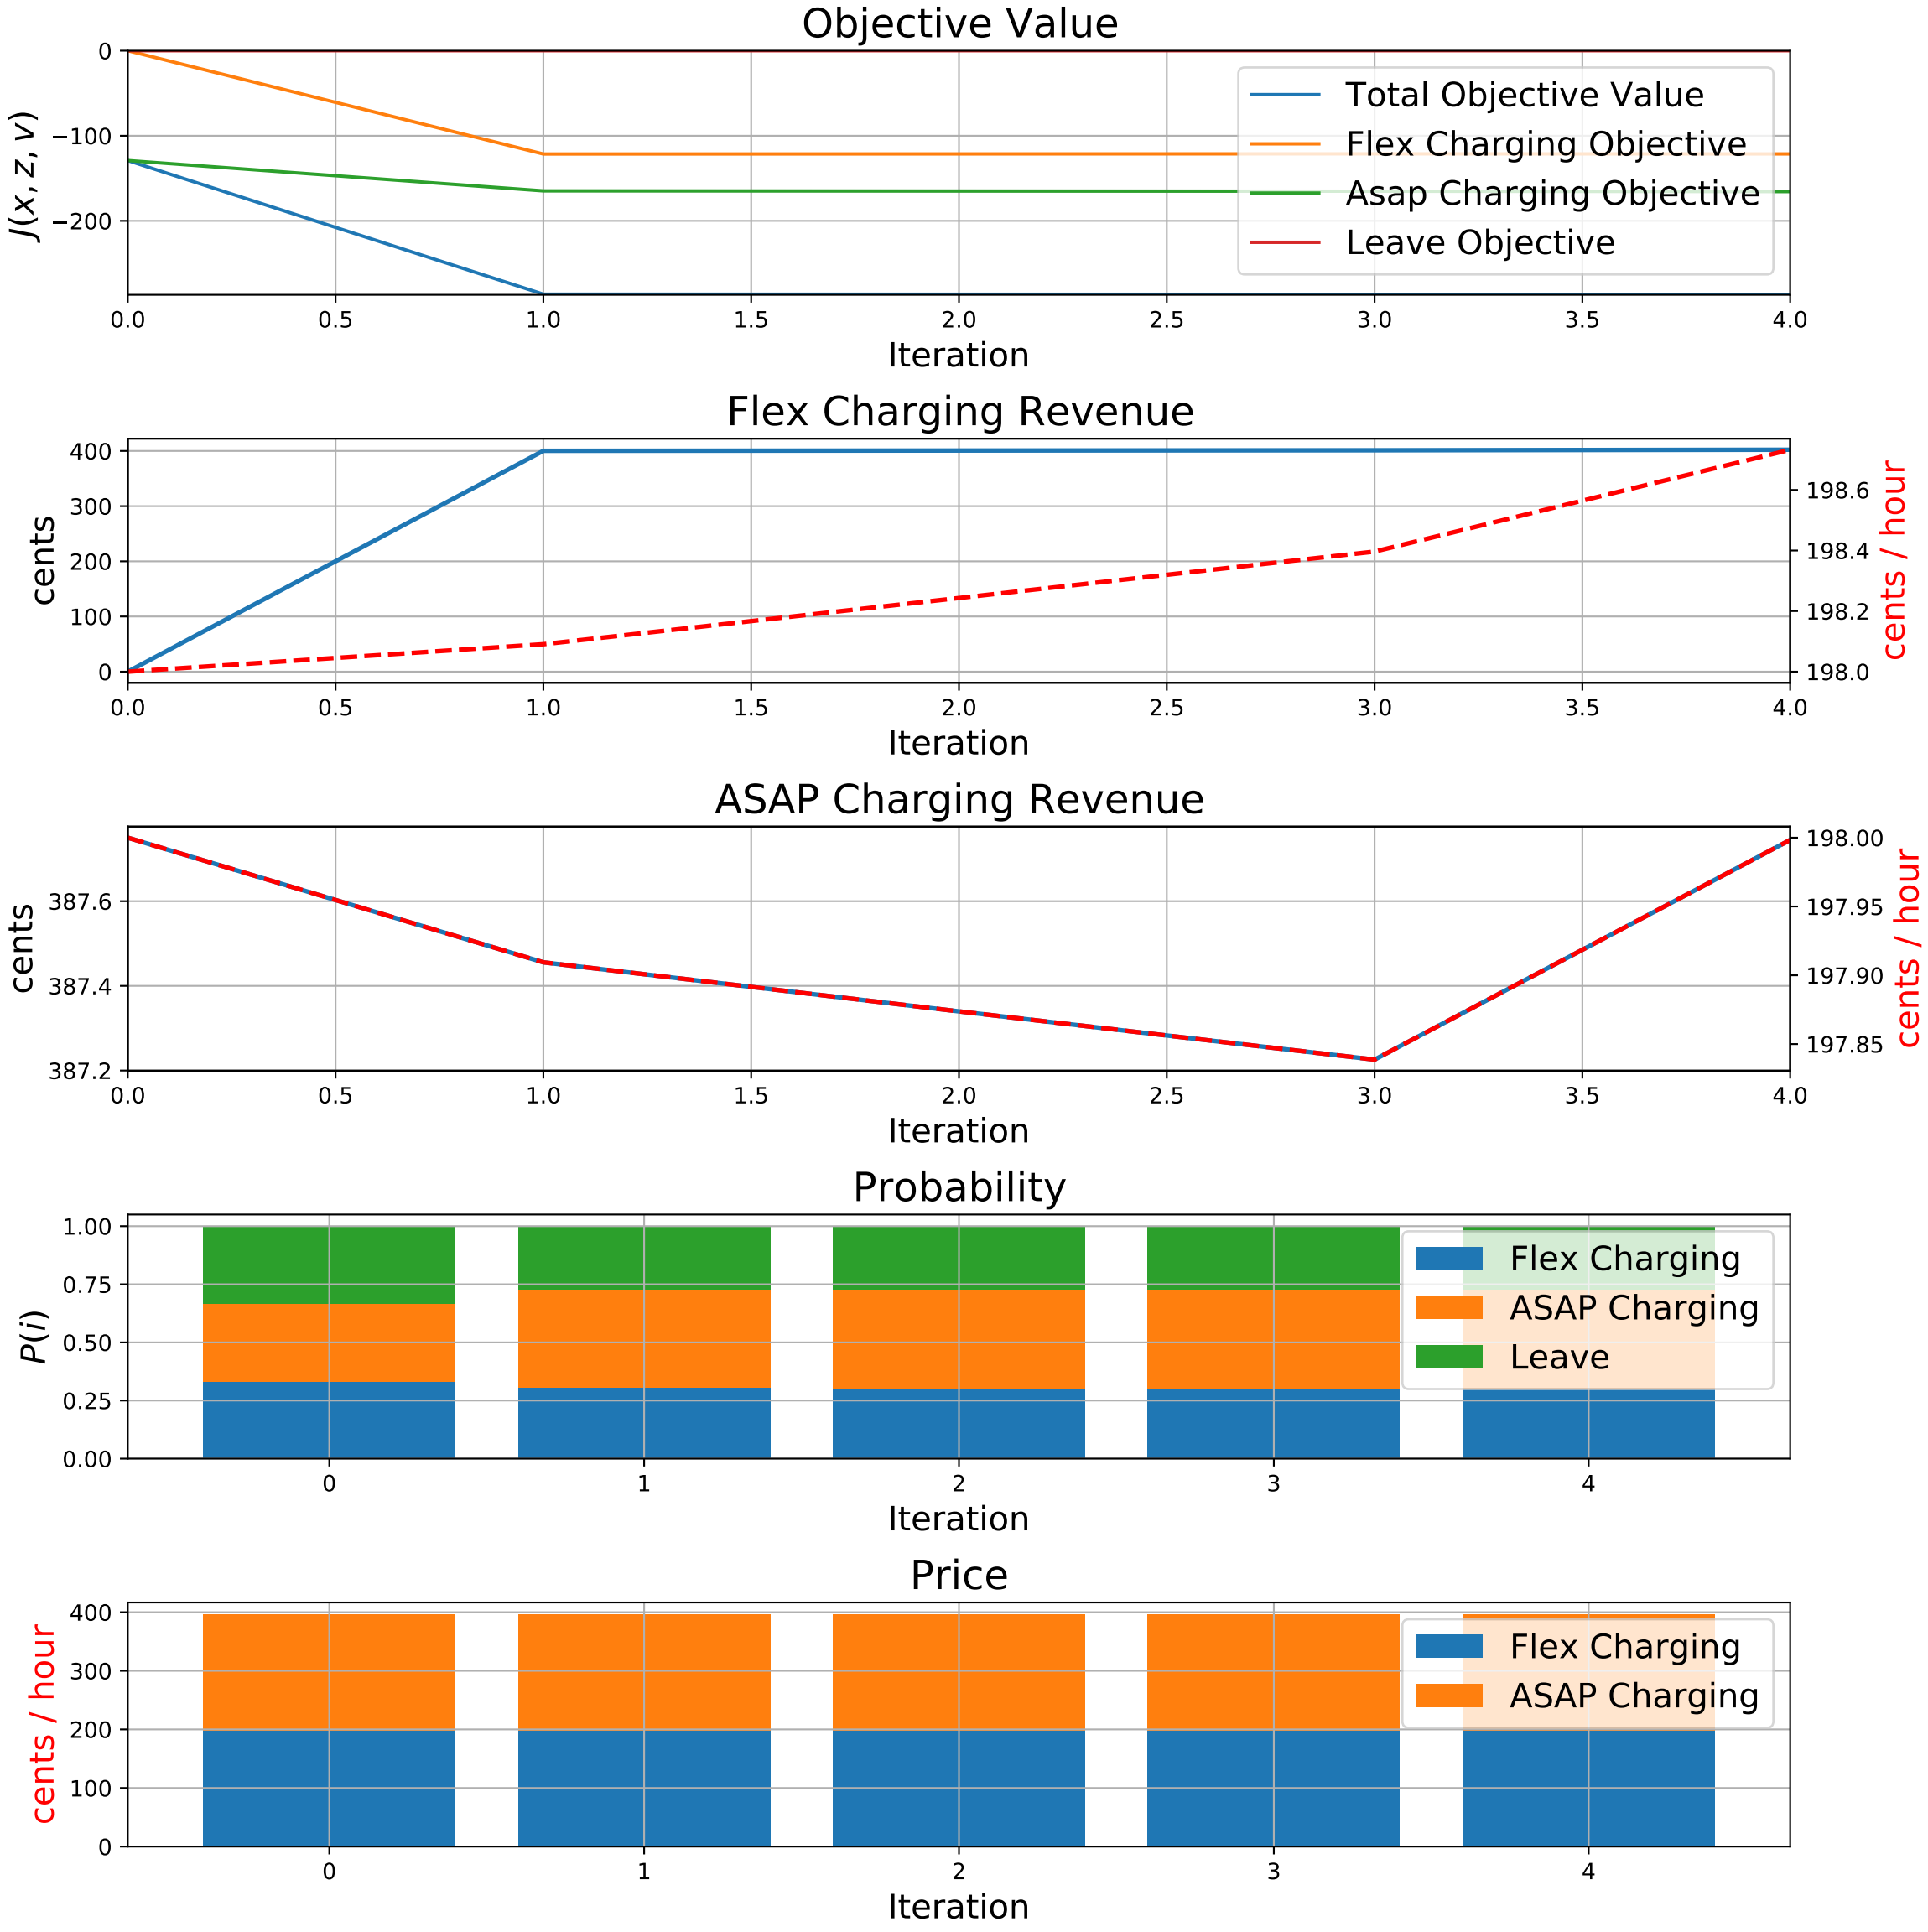 Objective Value
J(x, z, v)
0
−100
−200
Total Objective Value
Flex Charging Objective
Asap Charging Objective
Leave Objective
0.0 0.5 1.0 1.5 2.0 2.5 3.0 3.5 4.0
Iteration
Flex Charging Revenue
cents
400
300
200
100
0
198.6
198.4
198.2
198.0
cents / hour
0.0 0.5 1.0 1.5 2.0 2.5 3.0 3.5 4.0
Iteration
ASAP Charging Revenue
cents
387.6
387.4
387.2
198.00
197.95
197.90
197.85
cents / hour
0.0 0.5 1.0 1.5 2.0 2.5 3.0 3.5 4.0
Iteration
Probability
P(i)
1.00
0.75
0.50
0.25
0.00
Flex Charging
ASAP Charging
Leave
0 1 2 3 4
Iteration
Price
cents / hour
400
300
200
100
0
Flex Charging
ASAP Charging
0 1 2 3 4
Iteration